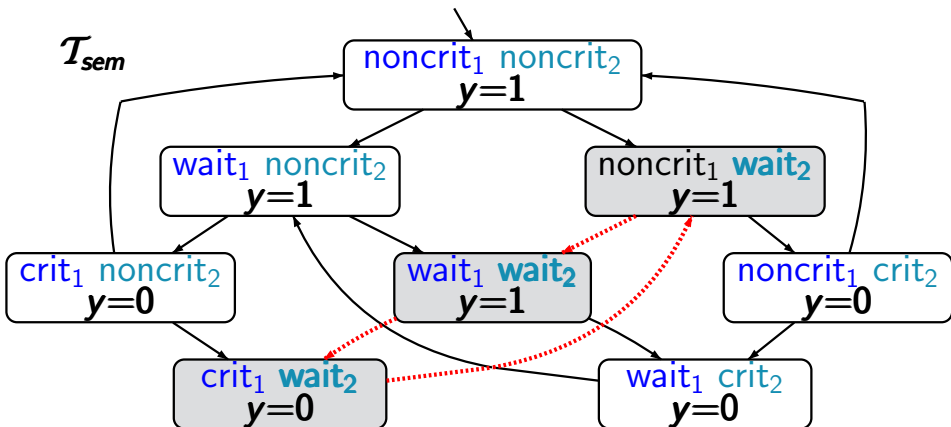 𝒯sem
noncrit₁ noncrit₂
y=1
wait₁ noncrit₂
y=1
noncrit₁ wait₂
y=1
crit₁ noncrit₂
y=0
wait₁ wait₂
y=1
noncrit₁ crit₂
y=0
crit₁ wait₂
y=0
wait₁ crit₂
y=0